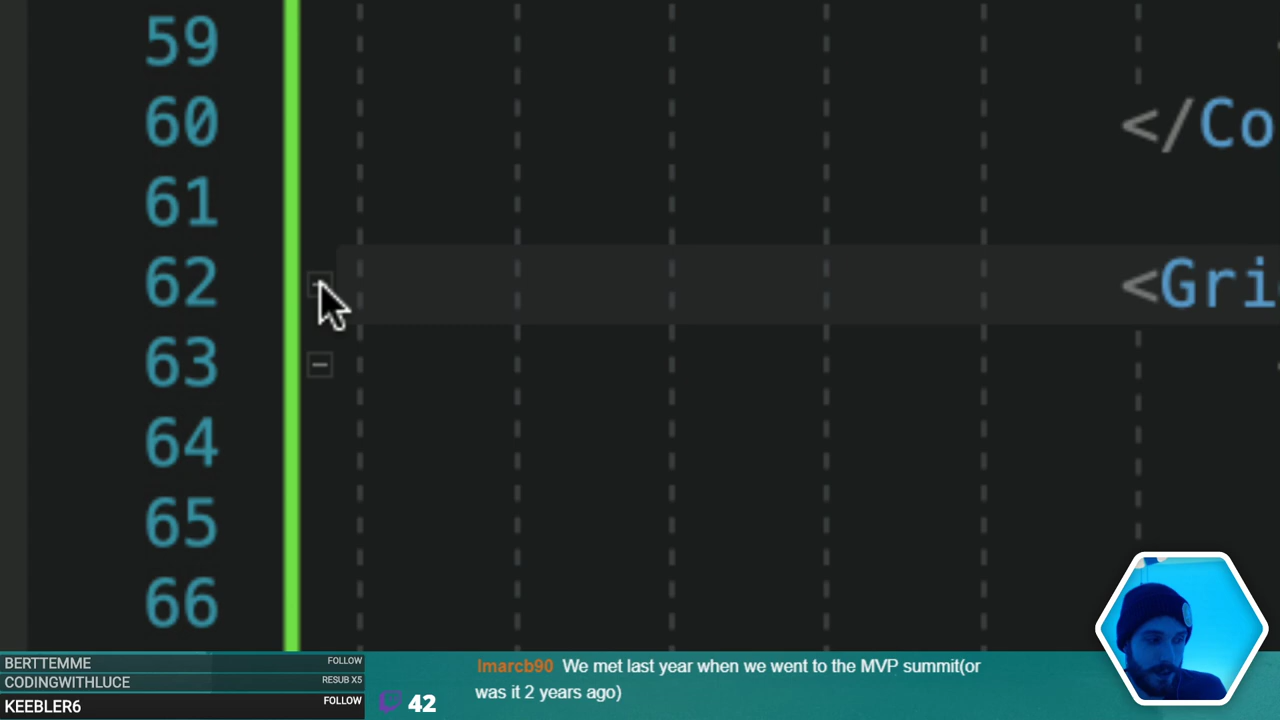 59
60 </Co
61
62 <Gri
63
64
65
66
BERTTEMME FOLLOW
CODINGWITHLUCE RESUB X5
KEEBLER6 FOLLOW
42
lmarcb90 We met last year when we went to the MVP summit(or
was it 2 years ago)